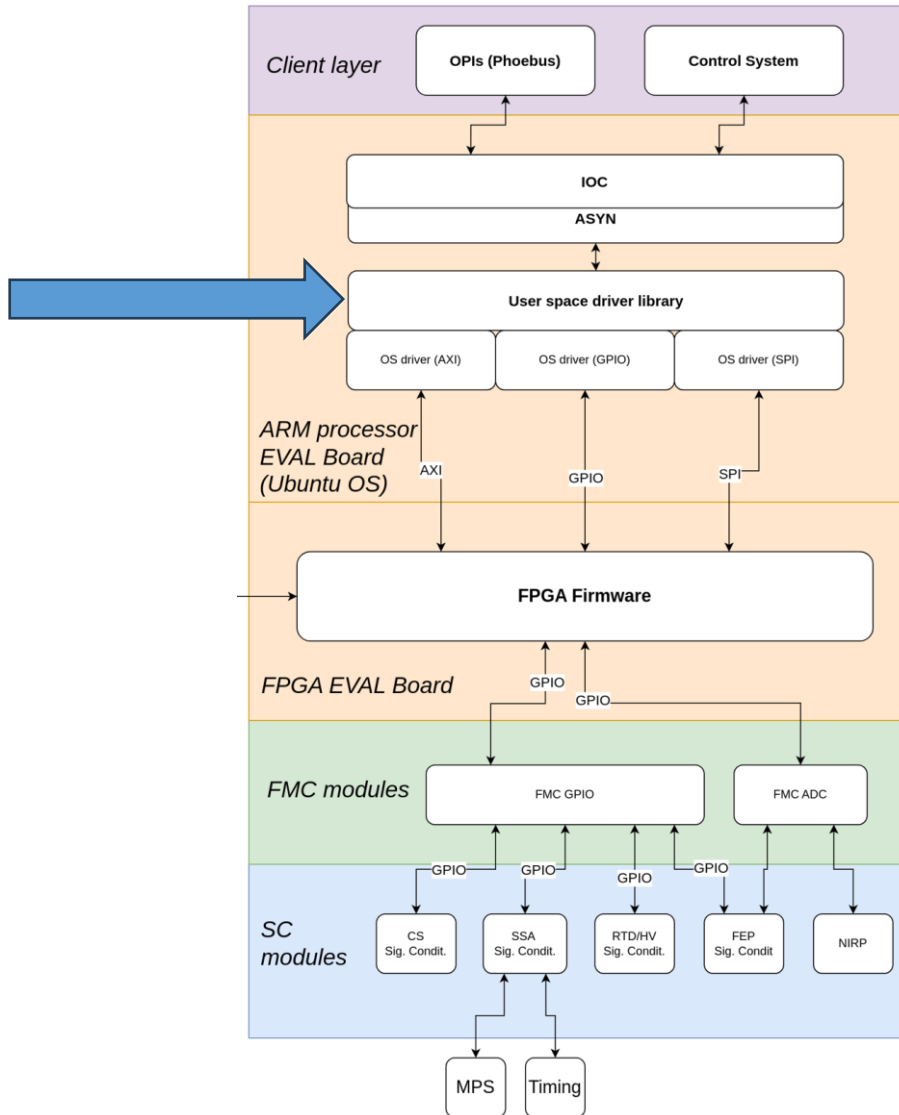 Client layer
OPIs (Phoebus)
Control System
IOC
ASYN
User space driver library
OS driver (AXI)
OS driver (GPIO)
OS driver (SPI)
ARM processor
EVAL Board
(Ubuntu OS)
AXI
GPIO
SPI
FPGA Firmware
FPGA EVAL Board
GPIO
GPIO
FMC modules
FMC GPIO
FMC ADC
GPIO
GPIO
GPIO
GPIO
SC
modules
CS
Sig. Condit.
SSA
Sig. Condit.
RTD/HV
Sig. Condit.
FEP
Sig. Condit
NIRP
MPS
Timing